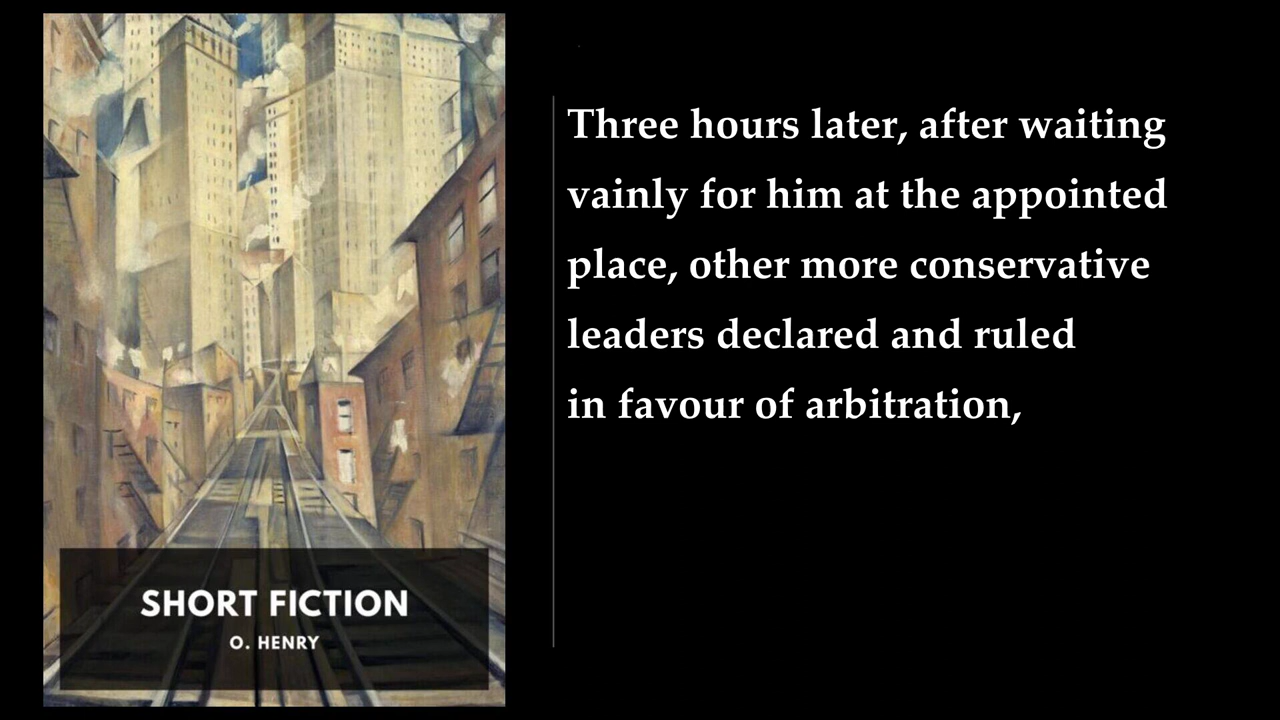 Three hours later, after waiting
vainly for him at the appointed
place, other more conservative
leaders declared and ruled
in favour of arbitration,
SHORT FICTION
O. HENRY